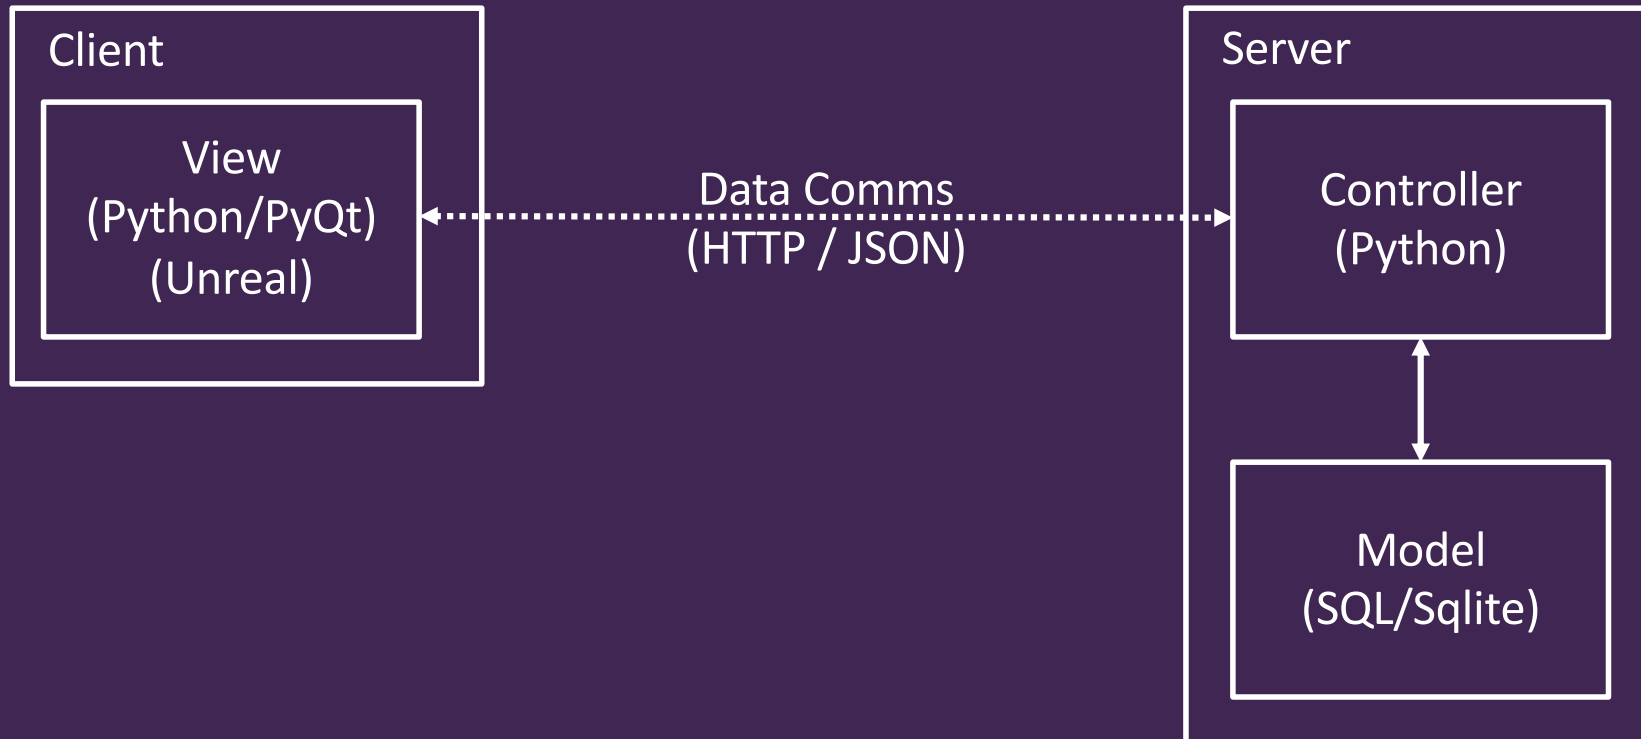 Client
View
(Python/PyQt)
(Unreal)
Data Comms
(HTTP / JSON)
Server
Controller
(Python)
Model
(SQL/Sqlite)